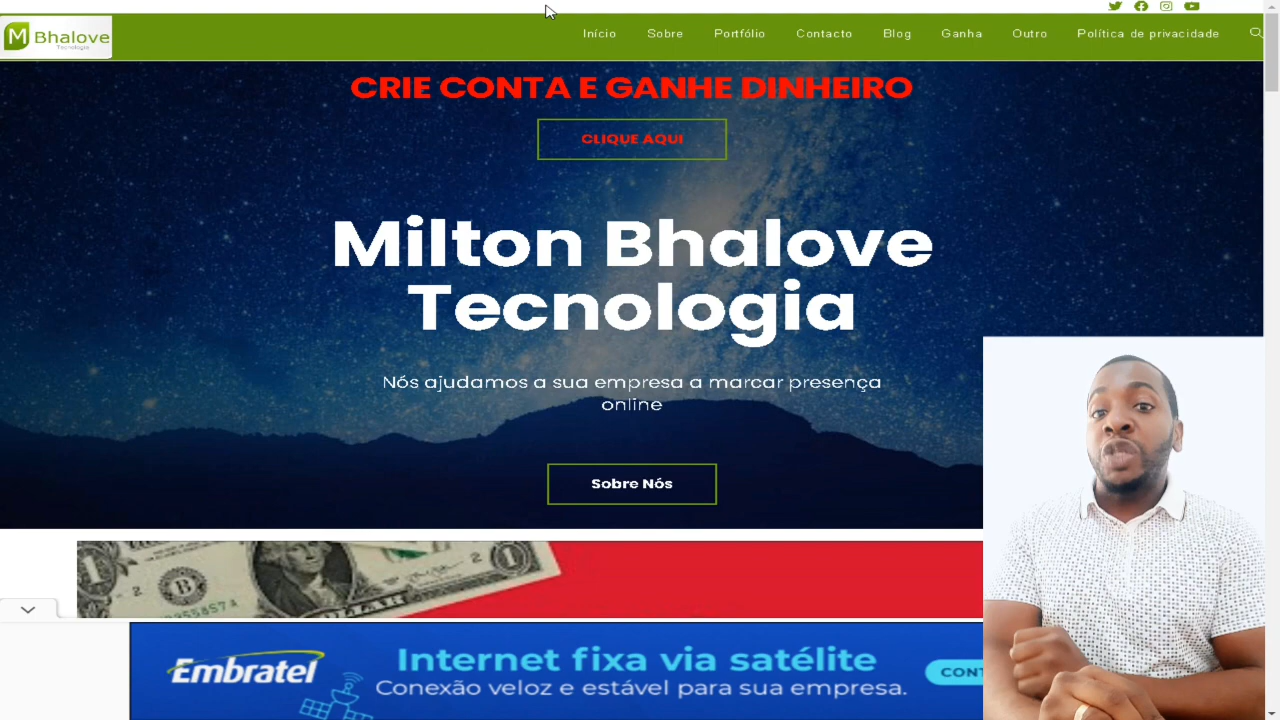 M Bhalove
Tecnologia
Início Sobre Portfólio Contacto Blog Ganha Outro Política de privacidade
CRIE CONTA E GANHE DINHEIRO
CLIQUE AQUI
Milton Bhalove
Tecnologia
Nós ajudamos a sua empresa a marcar presença
online
Sobre Nós
Embratel
Internet fixa via satélite
Conexão veloz e estável para sua empresa.